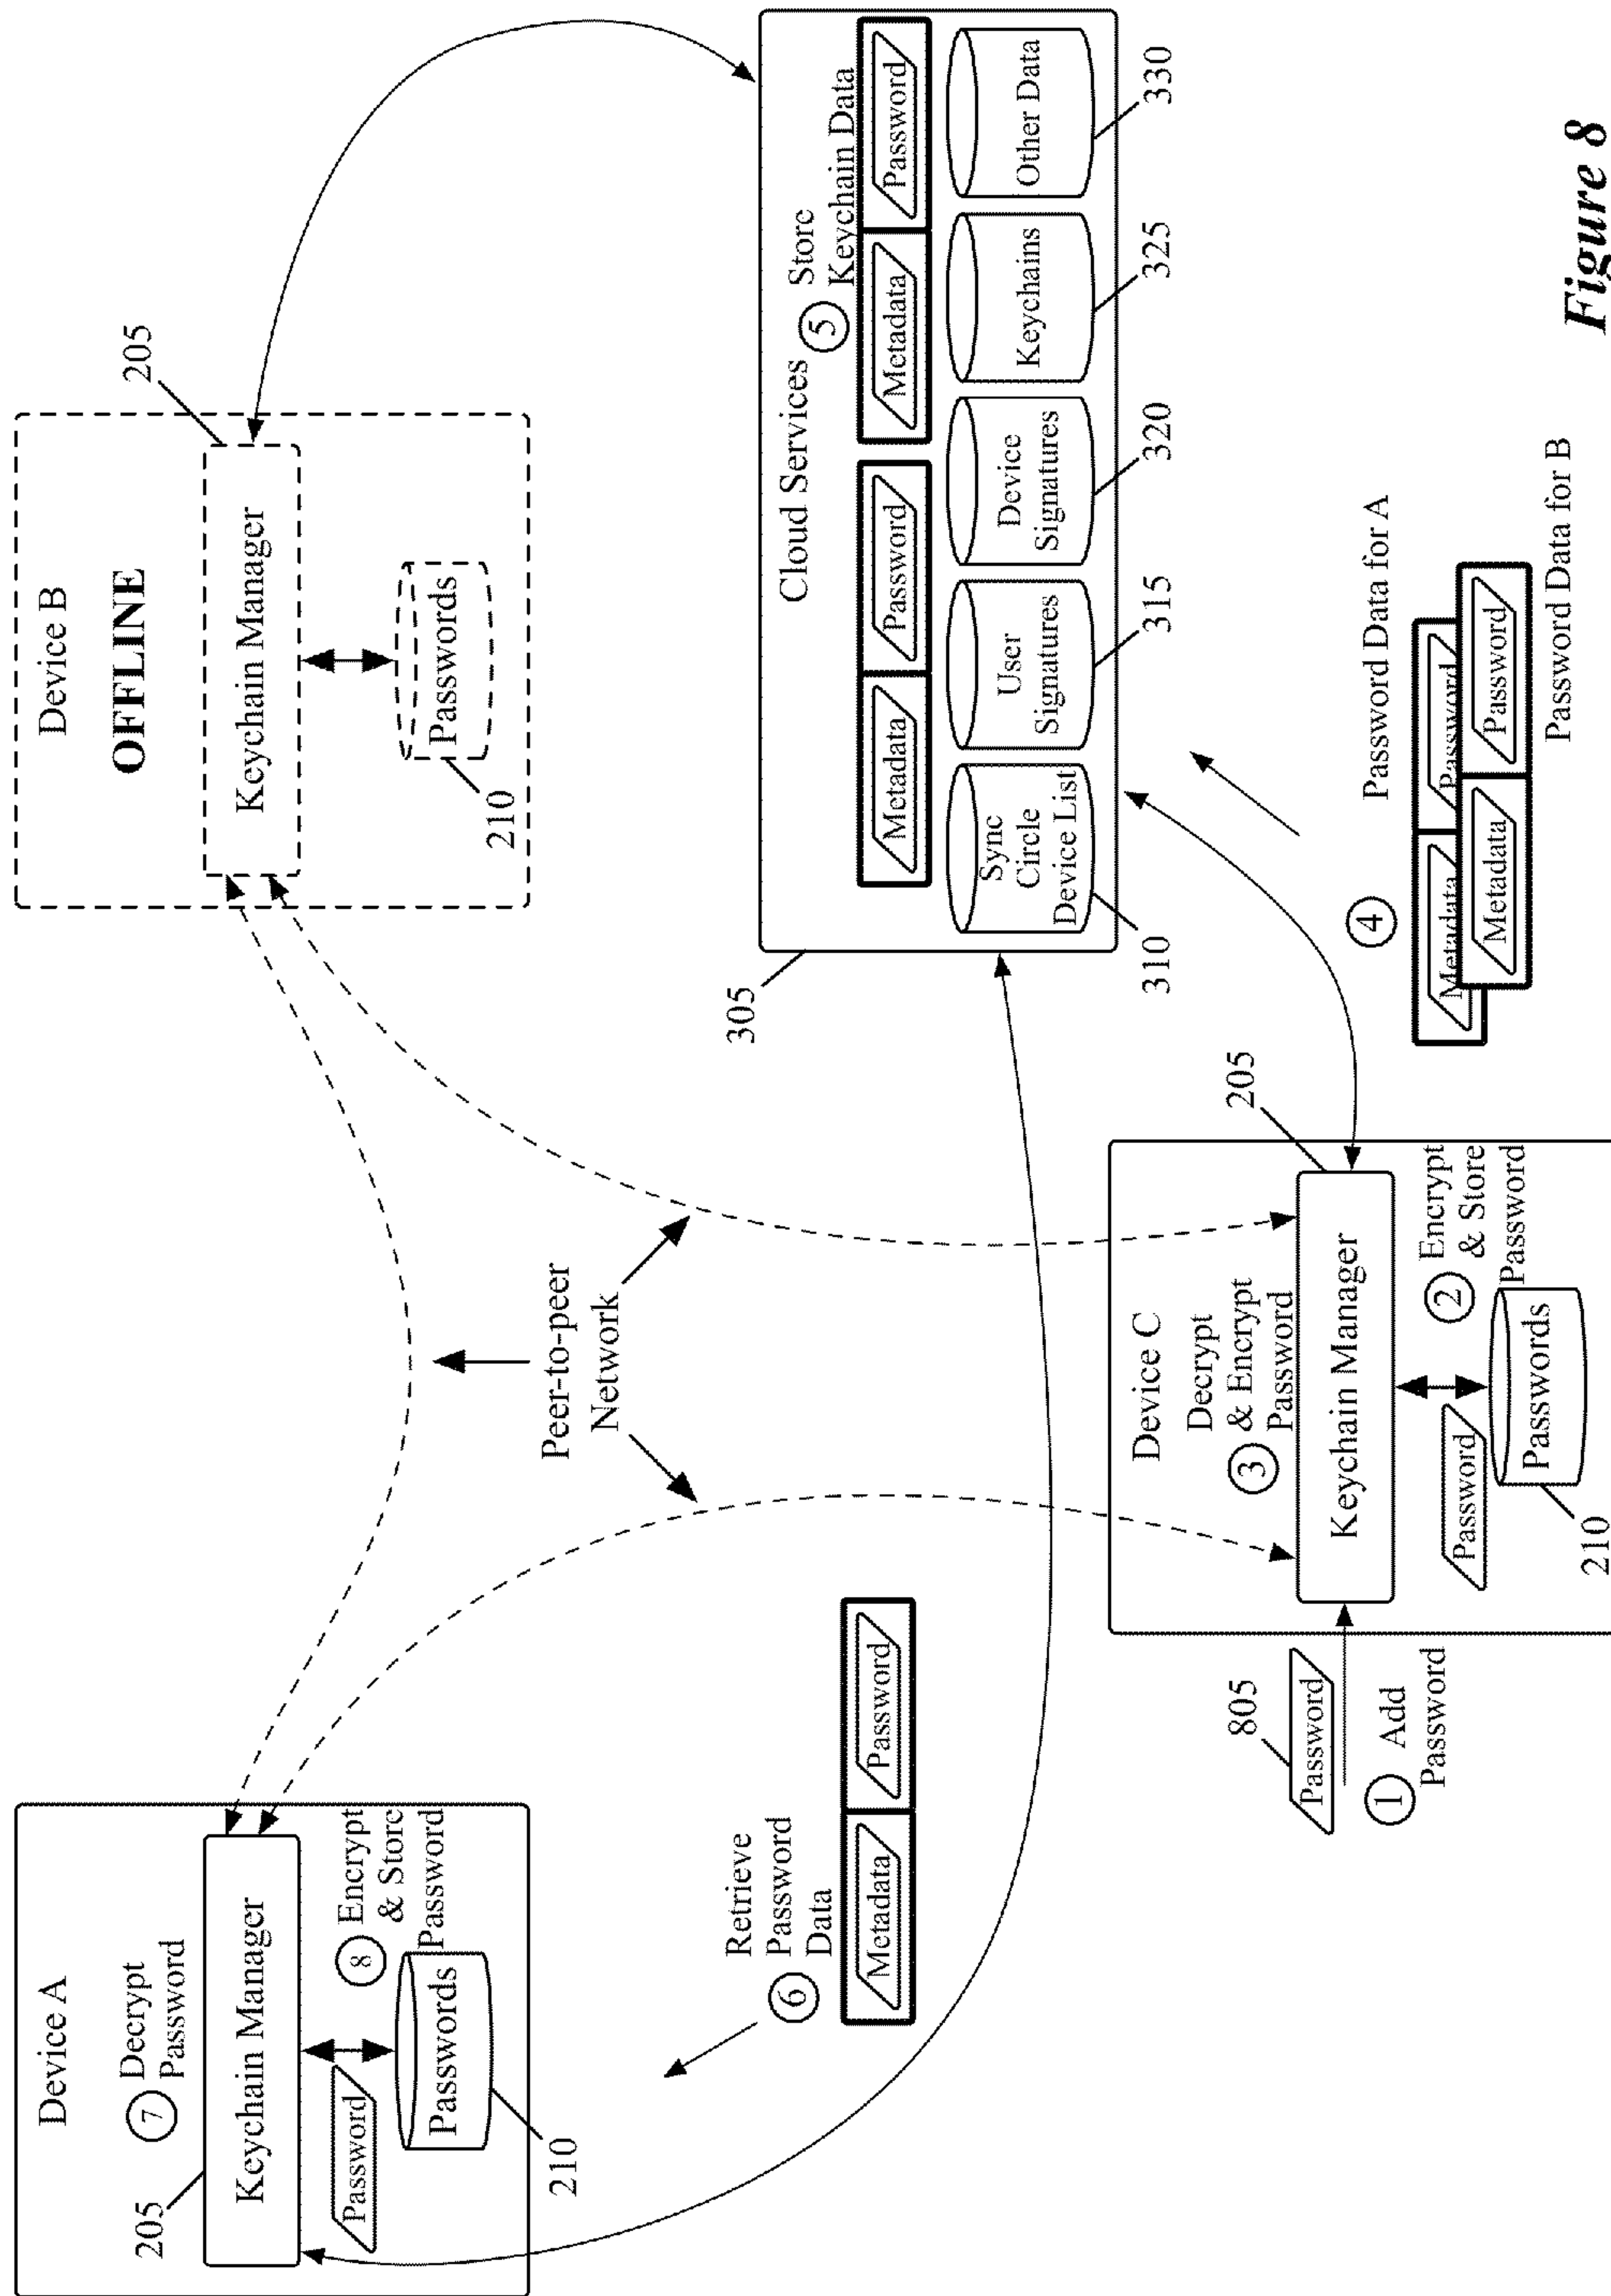 Device A
7 Decrypt
Password
205
Keychain Manager
Password
8 Encrypt
& Store
Password
Passwords
210
Device B
OFFLINE
205
Keychain Manager
Passwords
210
Peer-to-peer
Network
Retrieve
6 Password
Data
Metadata
Password
305
Cloud Services
5 Store
Keychain Data
Metadata
Password
Metadata
Password
Sync
Circle
Device List
User
Signatures
Device
Signatures
Keychains
Other Data
310
315
320
325
330
805
Password
1 Add
Password
Device C
Decrypt
3 & Encrypt
Password
205
Keychain Manager
Password
2 Encrypt
& Store
Password
Passwords
210
4
Password Data for A
Metadata
Password
Metadata
Password
Password Data for B
Figure 8